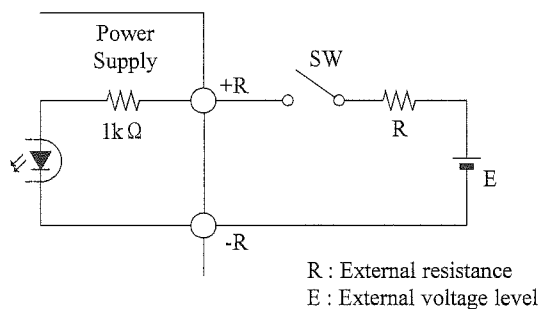 Power
Supply
+R
SW
1kΩ
R
E
-R
R : External resistance
E : External voltage level